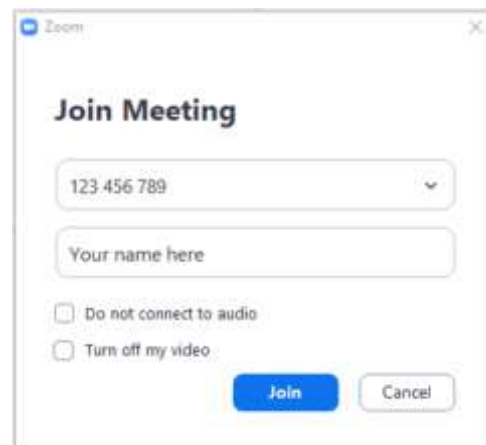 Zoom
Join Meeting
123 456 789
Your name here
Do not connect to audio
Turn off my video
Join Cancel